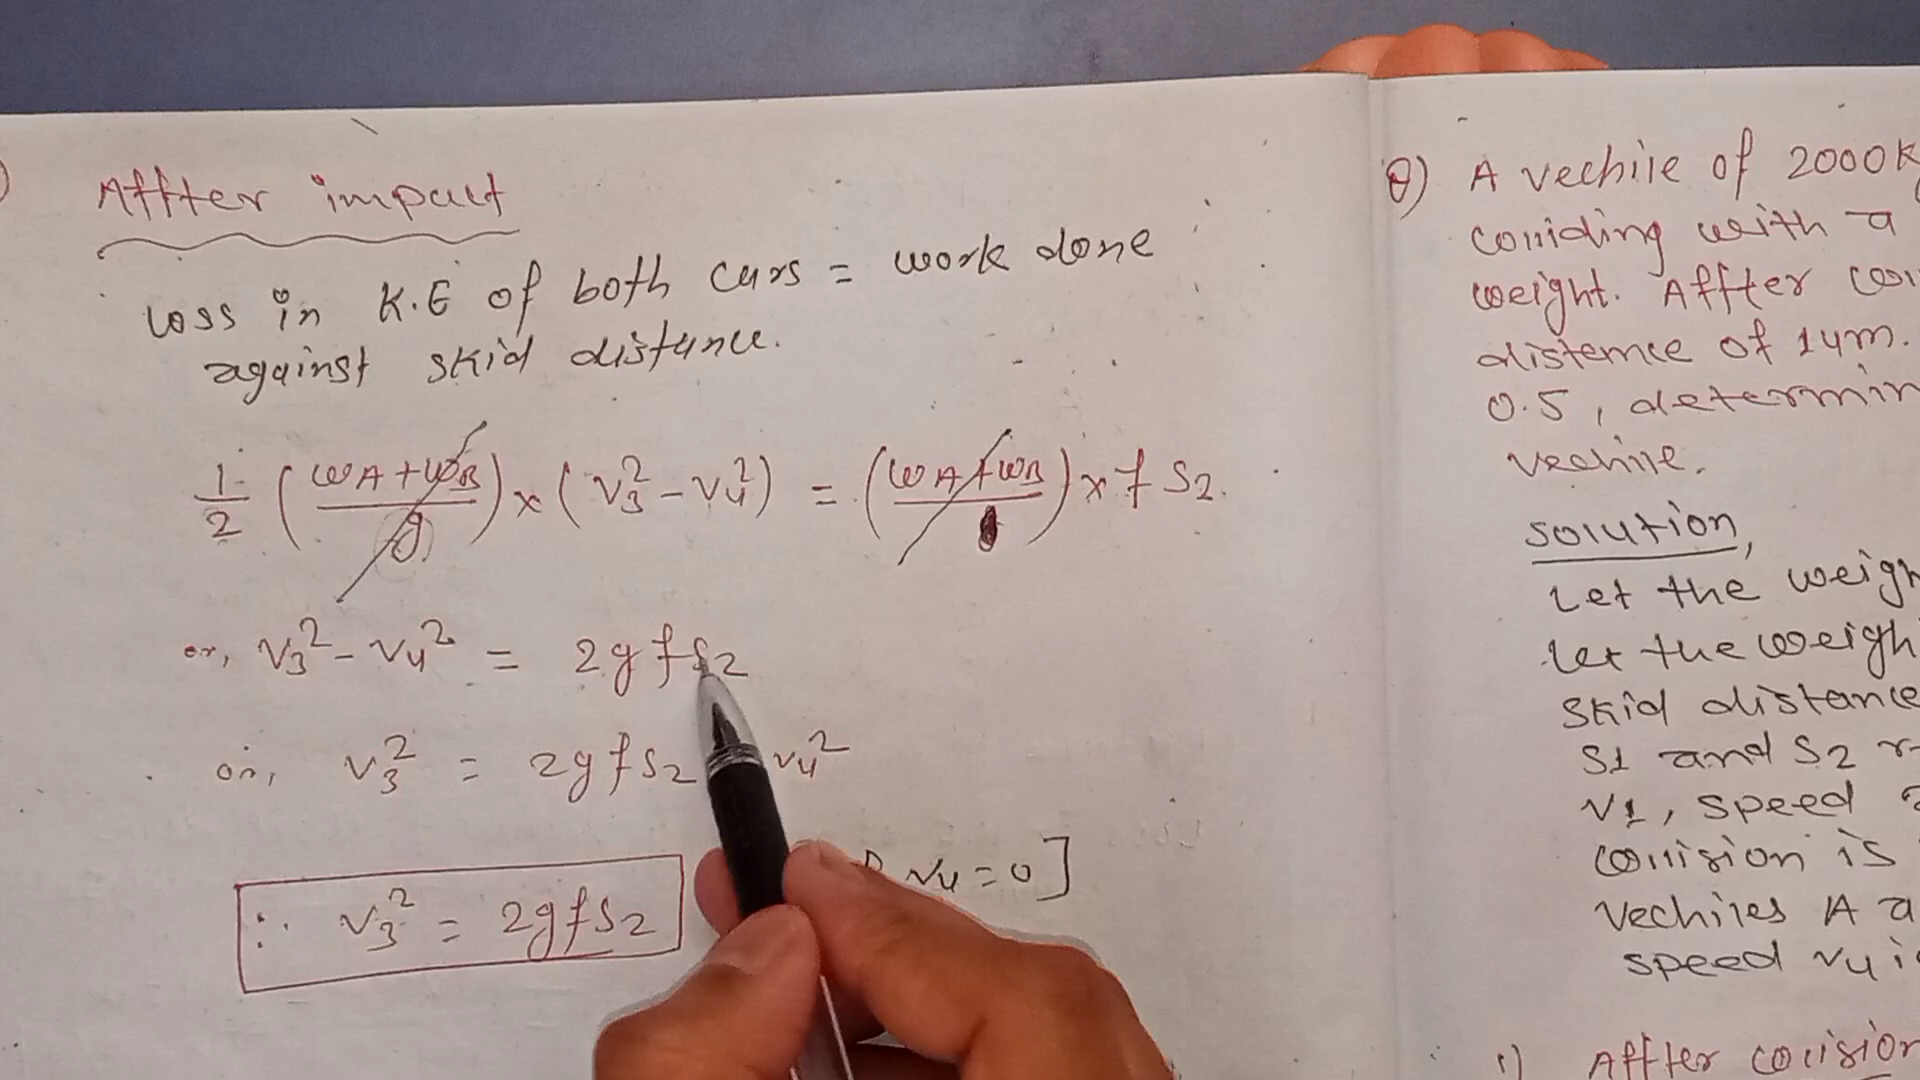 Affter impact
Loss in K.E of both cars = work done
against skid distance.
1/2 (wA+wB/g) x (v3² - v4²) = (wA+wB) x f s2.
or, v3² - v4² = 2gfs2
or, v3² = 2gfs2 v4²
v4 = 0]
∴ v3² = 2gfs2
Q) A vechile of 2000K
colliding with a
weight. Affter
distance of 14m.
0.5, determin
vechile.
Solution,
Let the weigh
Let the weigh
Skid distance
S1 and S2
V1, speed
collision is
vechiles A a
speed v4 i
1) Affter collision